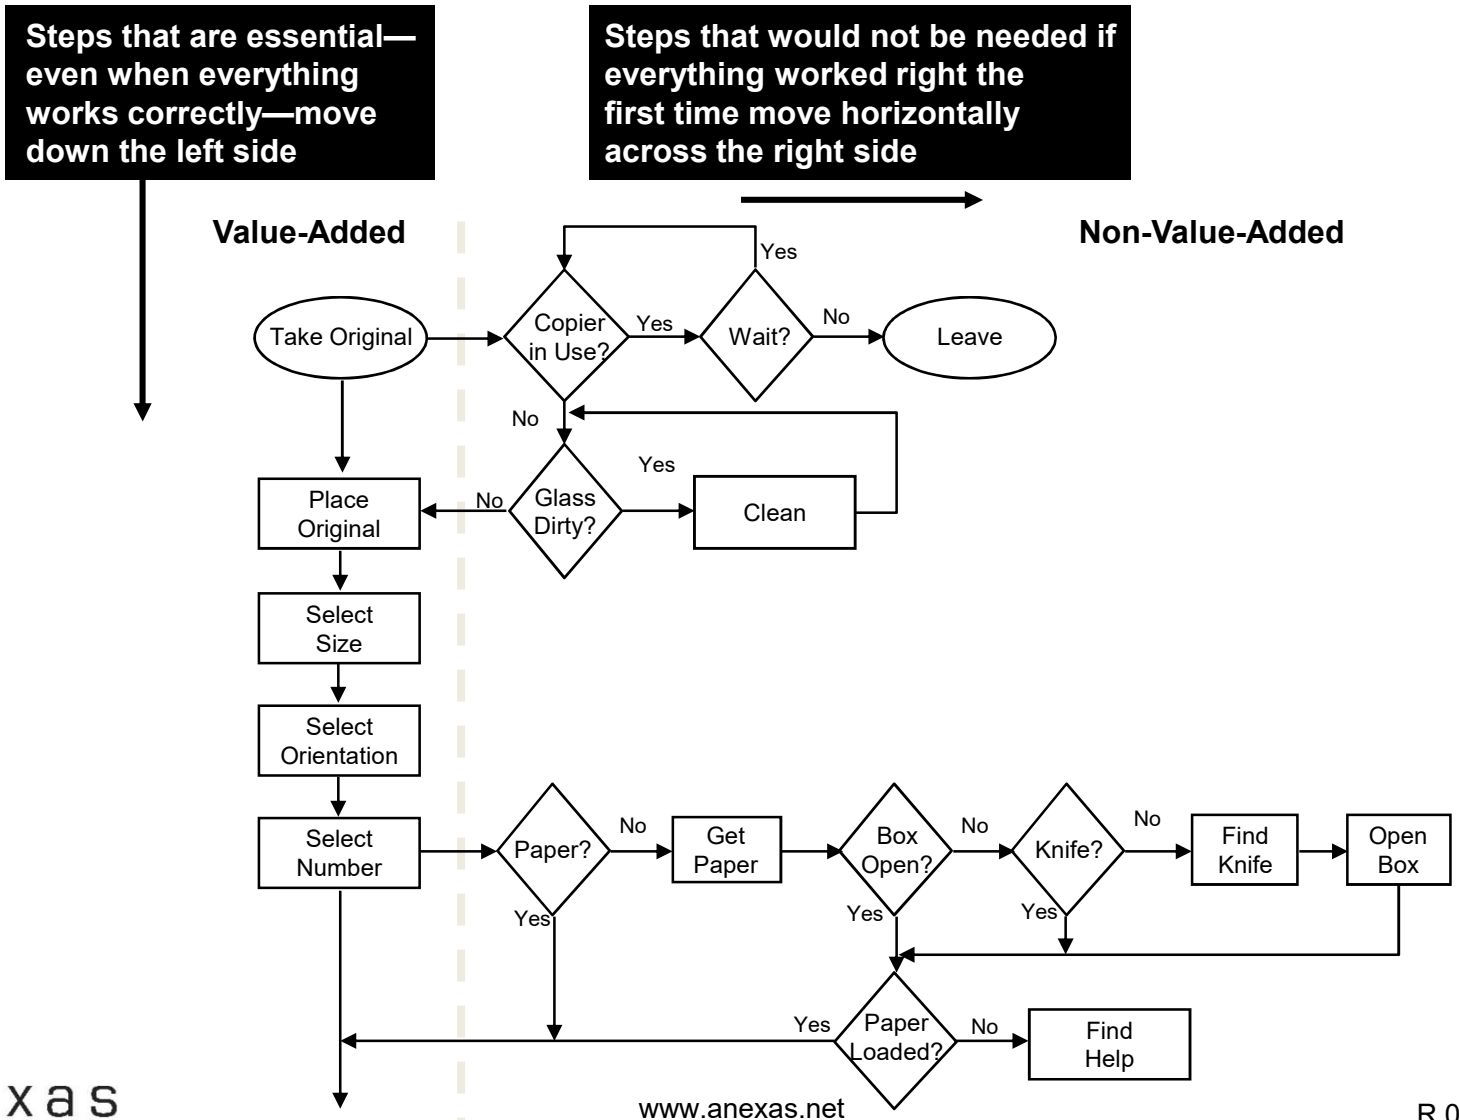 Steps that are essential—
even when everything
works correctly—move
down the left side
Steps that would not be needed if
everything worked right the
first time move horizontally
across the right side
Value-Added
Non-Value-Added
Yes
Take Original
Copier
in Use?
Yes
Wait?
No
Leave
No
Yes
Place
Original
No
Glass
Dirty?
Clean
Select
Size
Select
Orientation
Select
Number
Paper?
No
Get
Paper
Box
Open?
No
Knife?
No
Find
Knife
Open
Box
Yes
Yes
Yes
Yes
Paper
Loaded?
No
Find
Help
xas
www.anexas.net
R.0